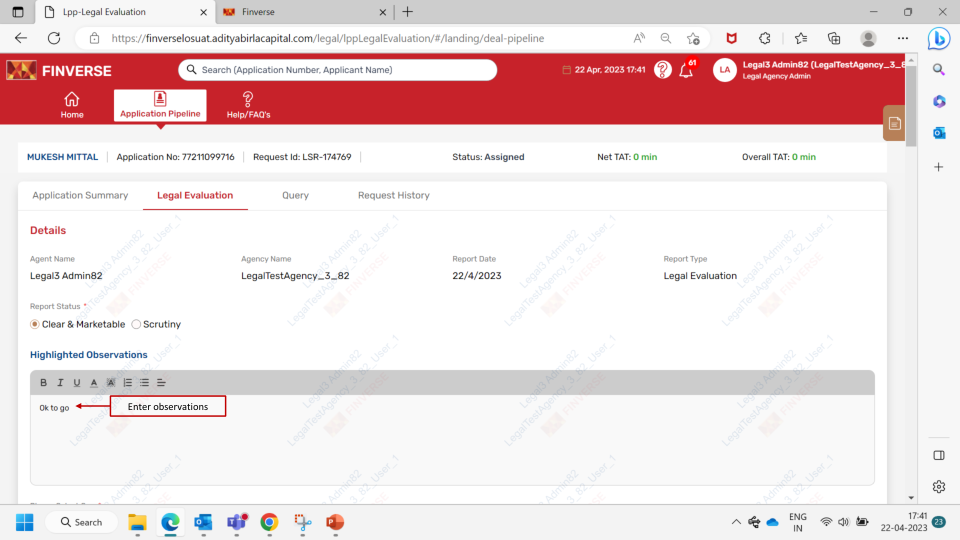 Lpp-Legal Evaluation
Finverse
https://finverselosuat.adityabirlacapital.com/legal/lppLegalEvaluation/#/landing/deal-pipeline
FINVERSE
Search (Application Number, Applicant Name)
22 Apr, 2023 17:41
61
LA
Legal3 Admin82 (LegalTestAgency_3_8
Legal Agency Admin
Home
Application Pipeline
Help/FAQ's
MUKESH MITTAL
Application No: 77211099716
Request Id: LSR-174769
Status: Assigned
Net TAT: 0 min
Overall TAT: 0 min
Application Summary
Legal Evaluation
Query
Request History
Details
Agent Name
Agency Name
Report Date
Report Type
Legal3 Admin82
LegalTestAgency_3_82
22/4/2023
Legal Evaluation
Report Status *
Clear & Marketable
Scrutiny
Highlighted Observations
B I U A A
Ok to go
Enter observations
Legal3 Admin82
LegalTestAgency_3_82_User_1
FINVERSE
Search
ENG
IN
17:41
22-04-2023
23